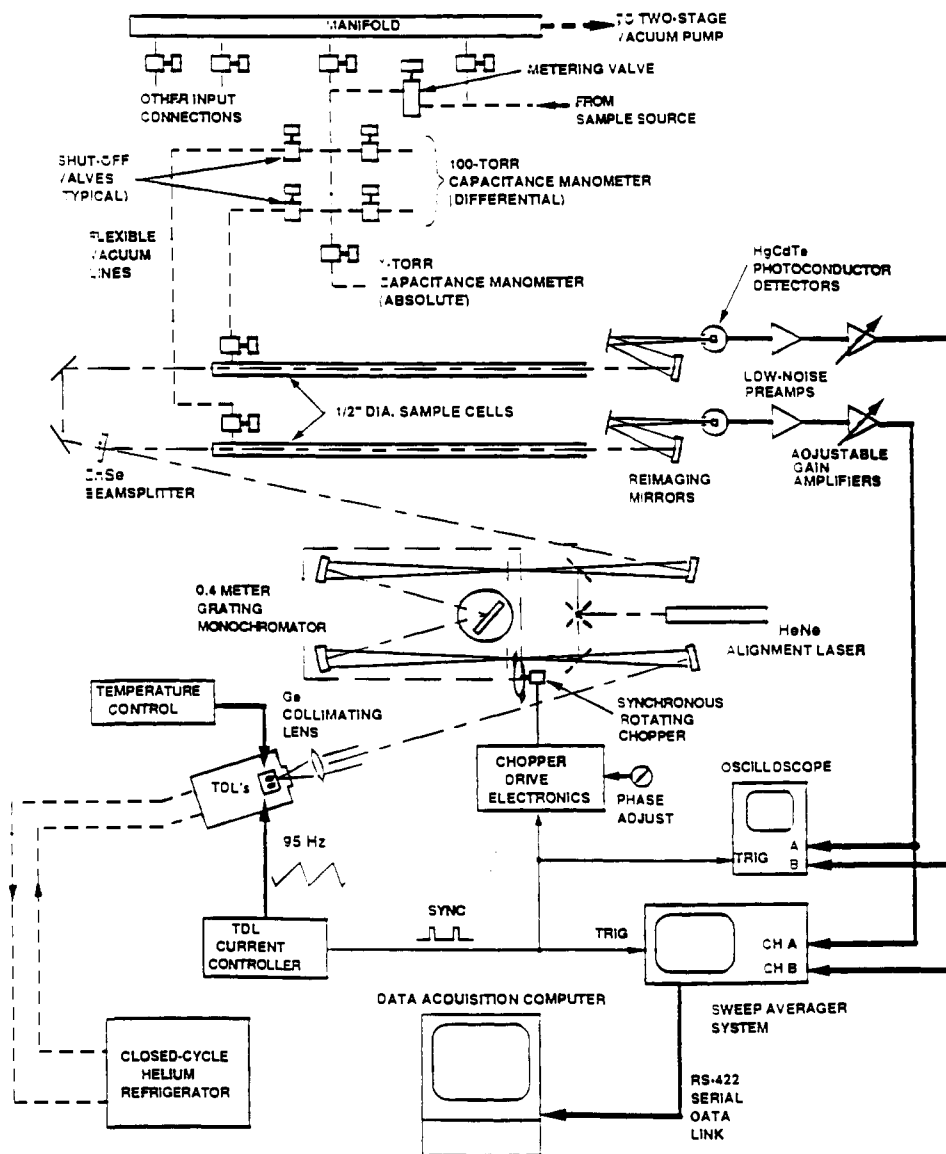 MANIFOLD
TO TWO-STAGE
VACUUM PUMP
METERING VALVE
OTHER INPUT
CONNECTIONS
FROM
SAMPLE SOURCE
SHUT-OFF
VALVES
(TYPICAL)
100-TORR
CAPACITANCE MANOMETER
(DIFFERENTIAL)
FLEXIBLE
VACUUM
LINES
-TORR
CAPACITANCE MANOMETER
(ABSOLUTE)
HgCdTe
PHOTOCONDUCTOR
DETECTORS
LOW-NOISE
PREAMPS
1/2" DIA. SAMPLE CELLS
ZnSe
BEAMSPLITTER
REIMAGING
MIRRORS
ADJUSTABLE
GAIN
AMPLIFIERS
0.4 METER
GRATING
MONOCHROMATOR
HeNe
ALIGNMENT LASER
TEMPERATURE
CONTROL
Ge
COLLIMATING
LENS
SYNCHRONOUS
ROTATING
CHOPPER
TDL's
CHOPPER
DRIVE
ELECTRONICS
PHASE
ADJUST
OSCILLOSCOPE
A
TRIG
B
95 Hz
SYNC
TDL
CURRENT
CONTROLLER
TRIG
CH A
CH B
DATA ACQUISITION COMPUTER
SWEEP AVERAGER
SYSTEM
CLOSED-CYCLE
HELIUM
REFRIGERATOR
RS-422
SERIAL
DATA
LINK